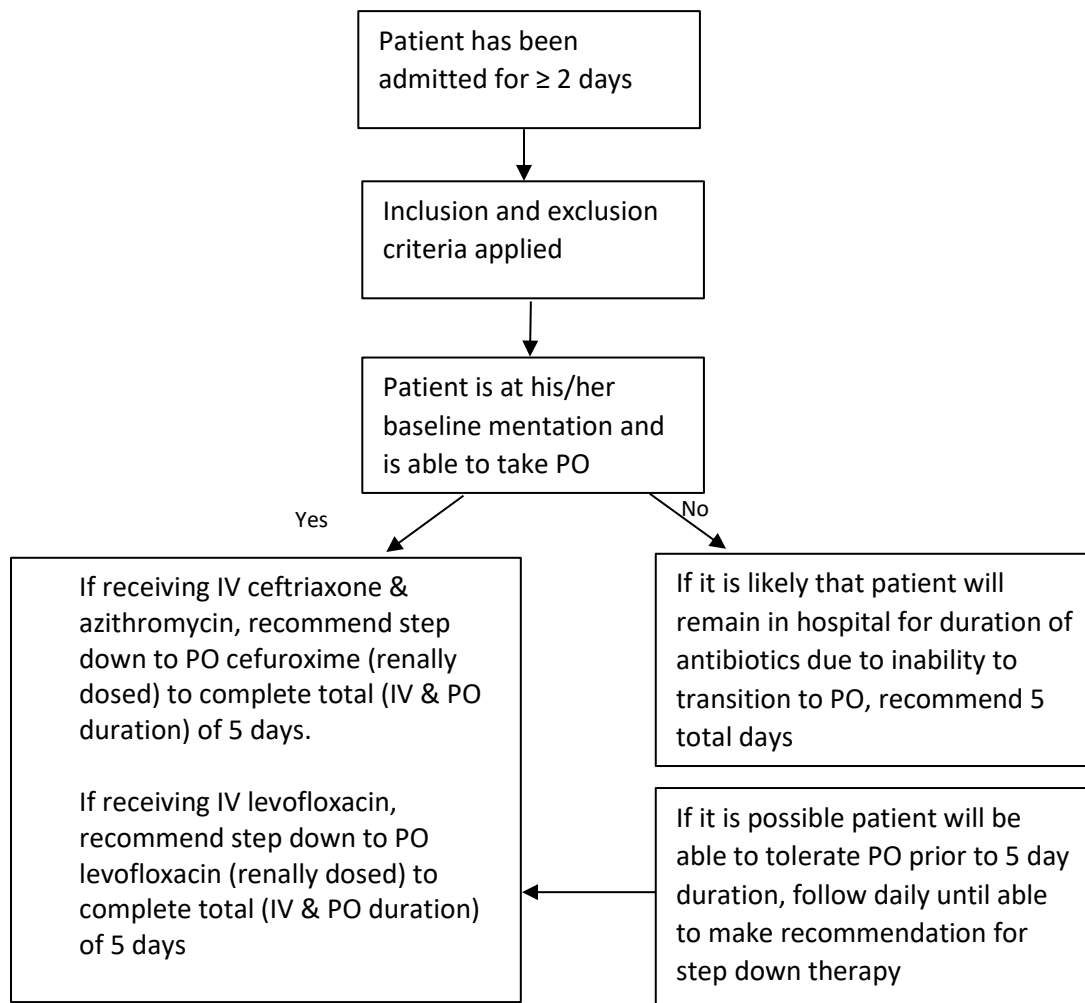 Patient has been
admitted for ≥ 2 days
Inclusion and exclusion
criteria applied
Patient is at his/her
baseline mentation and
is able to take PO
Yes
No
If receiving IV ceftriaxone &
azithromycin, recommend step
down to PO cefuroxime (renally
dosed) to complete total (IV & PO
duration) of 5 days.
If receiving IV levofloxacin,
recommend step down to PO
levofloxacin (renally dosed) to
complete total (IV & PO duration)
of 5 days
If it is likely that patient will
remain in hospital for duration of
antibiotics due to inability to
transition to PO, recommend 5
total days
If it is possible patient will be
able to tolerate PO prior to 5 day
duration, follow daily until able
to make recommendation for
step down therapy